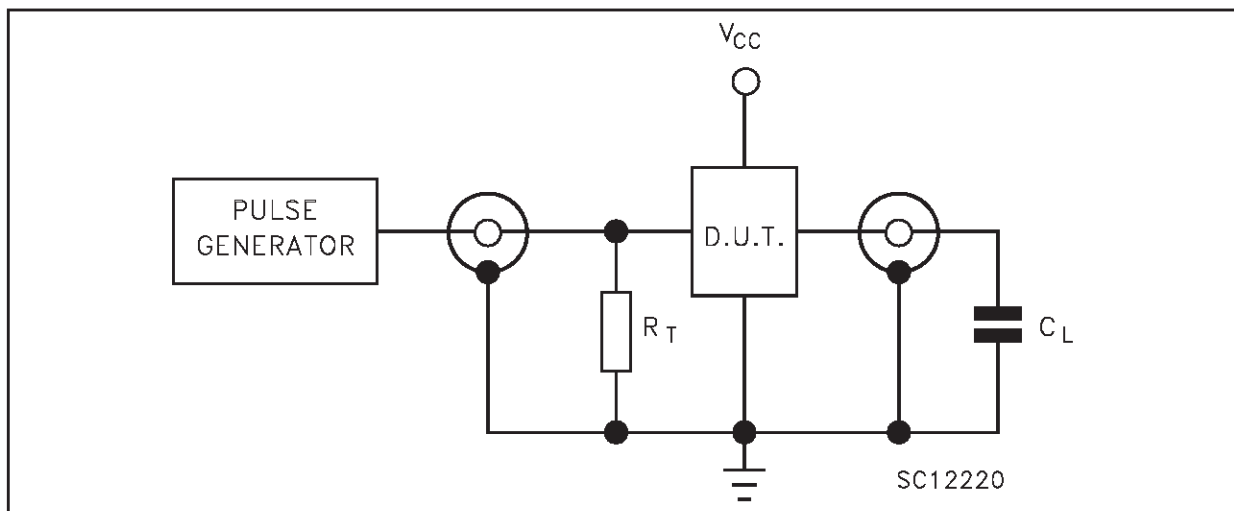 VCC
PULSE
GENERATOR
D.U.T.
RT
CL
SC12220